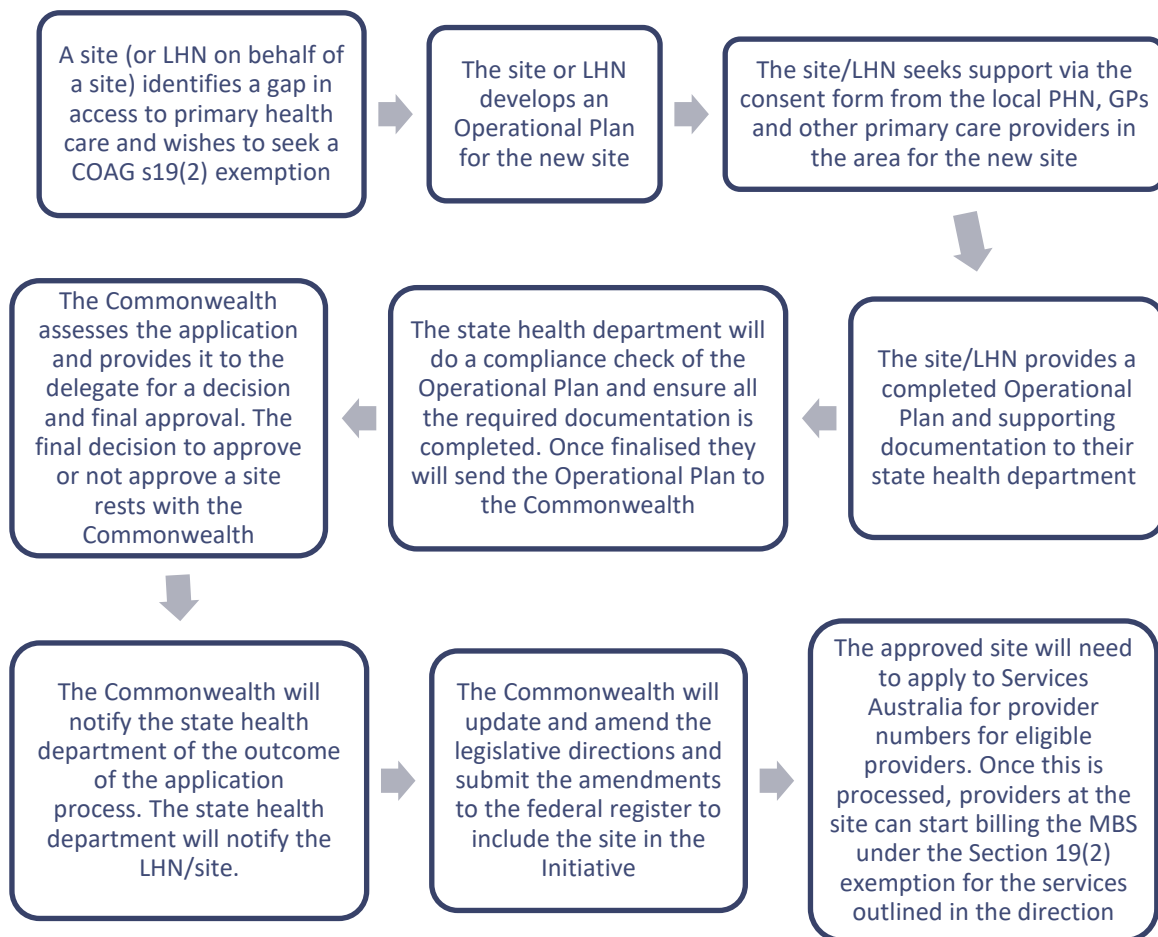 A site (or LHN on behalf of
a site) identifies a gap in
access to primary health
care and wishes to seek a
COAG s19(2) exemption
The site or LHN
develops an
Operational Plan
for the new site
The site/LHN seeks support via the
consent form from the local PHN, GPs
and other primary care providers in
the area for the new site
The site/LHN provides a
completed Operational
Plan and supporting
documentation to their
state health department
The state health department will
do a compliance check of the
Operational Plan and ensure all
the required documentation is
completed. Once finalised they
will send the Operational Plan to
the Commonwealth
The Commonwealth
assesses the application
and provides it to the
delegate for a decision
and final approval. The
final decision to approve
or not approve a site
rests with the
Commonwealth
The Commonwealth will
notify the state health
department of the outcome
of the application
process. The state health
department will notify the
LHN/site.
The Commonwealth will
update and amend the
legislative directions and
submit the amendments
to the federal register to
include the site in the
Initiative
The approved site will need
to apply to Services
Australia for provider
numbers for eligible
providers. Once this is
processed, providers at the
site can start billing the MBS
under the Section 19(2)
exemption for the services
outlined in the direction